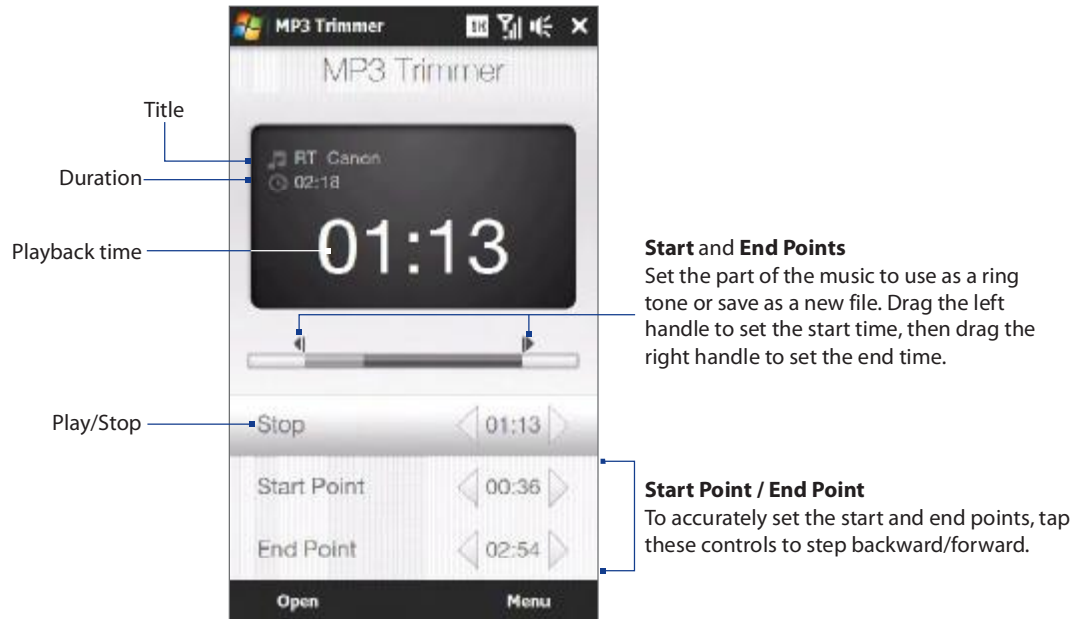 MP3 Trimmer
1X
MP3 Trimmer
Title
RT Canon
Duration
02:18
Playback time
01:13
Start and End Points
Set the part of the music to use as a ring
tone or save as a new file. Drag the left
handle to set the start time, then drag the
right handle to set the end time.
Play/Stop
Stop
01:13
Start Point
00:36
End Point
02:54
Start Point / End Point
To accurately set the start and end points, tap
these controls to step backward/forward.
Open
Menu